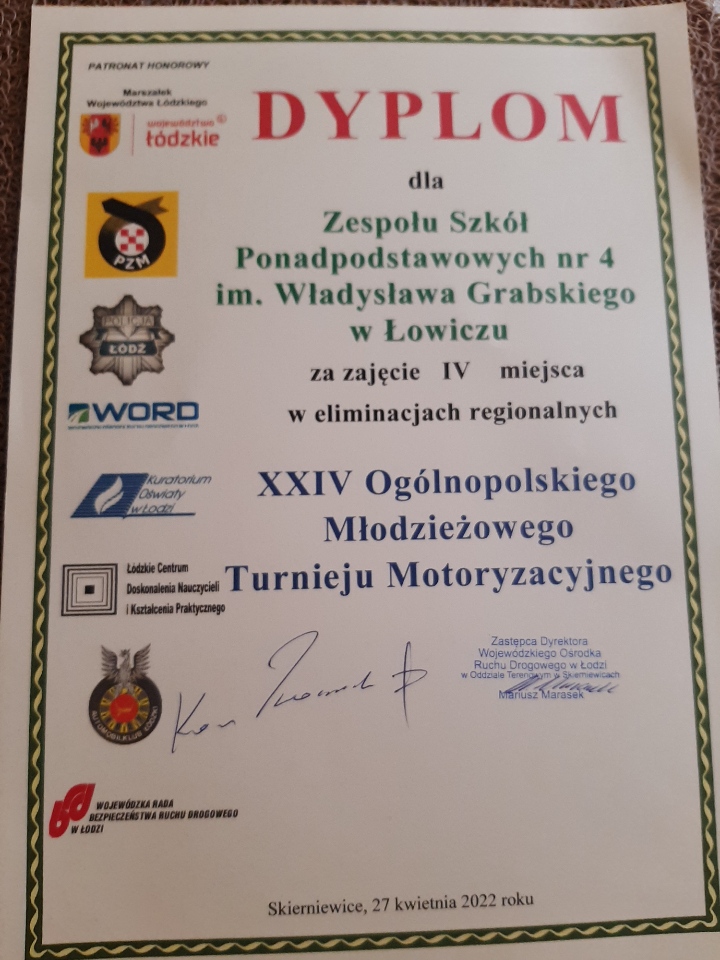 PATRONAT HONOROWY
Marszałek
Województwa Łódzkiego
województwo
łódzkie
PZM
POLICJA
ŁÓDŹ
WORD
Kuratorium
Oświaty
w Łodzi
Łódzkie Centrum
Doskonalenia Nauczycieli
i Kształcenia Praktycznego
AUTOMOBILKLUB ŁÓDZKI
WOJEWÓDZKA RADA
BEZPIECZEŃSTWA RUCHU DROGOWEGO
W ŁODZI
DYPLOM
dla
Zespołu Szkół
Ponadpodstawowych nr 4
im. Władysława Grabskiego
w Łowiczu
za zajęcie IV miejsca
w eliminacjach regionalnych
XXIV Ogólnopolskiego
Młodzieżowego
Turnieju Motoryzacyjnego
Zastępca Dyrektora
Wojewódzkiego Ośrodka
Ruchu Drogowego w Łodzi
w Oddziale Terenowym w Skierniewicach
Mariusz Marasek
Skierniewice, 27 kwietnia 2022 roku